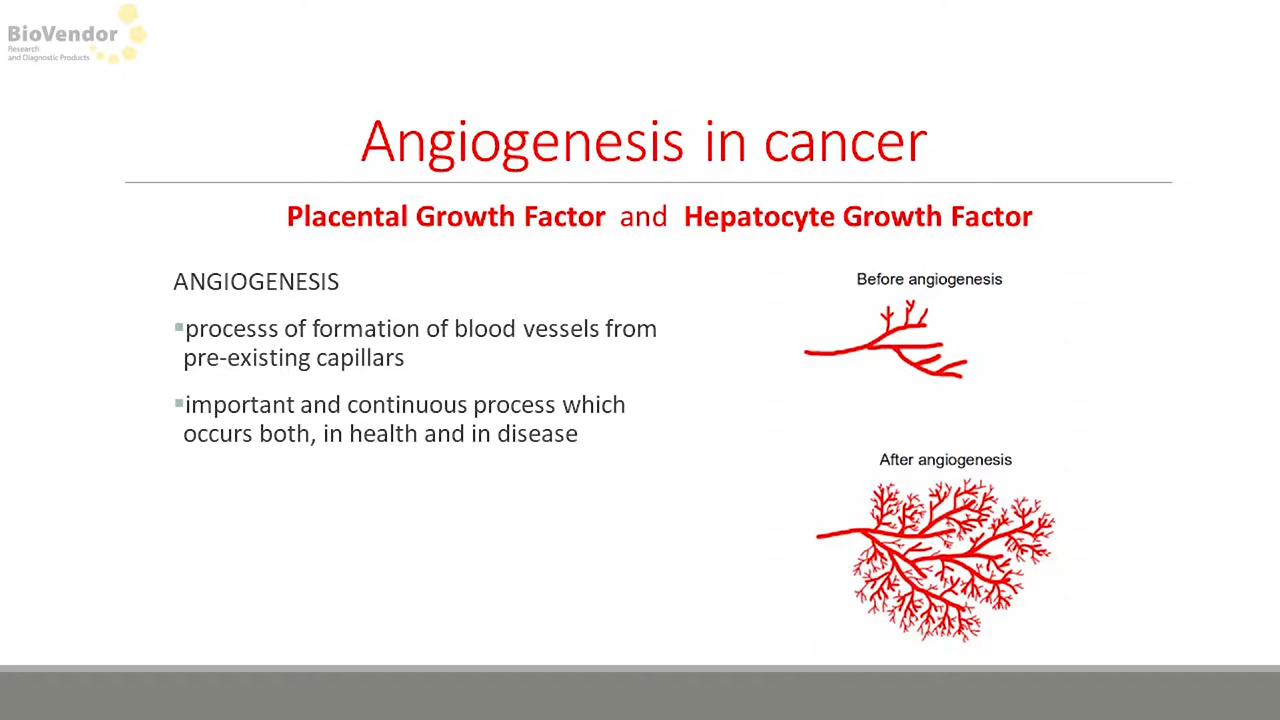 BioVendor
Research
and Diagnostic Products
Angiogenesis in cancer
Placental Growth Factor and Hepatocyte Growth Factor
ANGIOGENESIS
▪processs of formation of blood vessels from
pre-existing capillars
▪important and continuous process which
occurs both, in health and in disease
Before angiogenesis
After angiogenesis